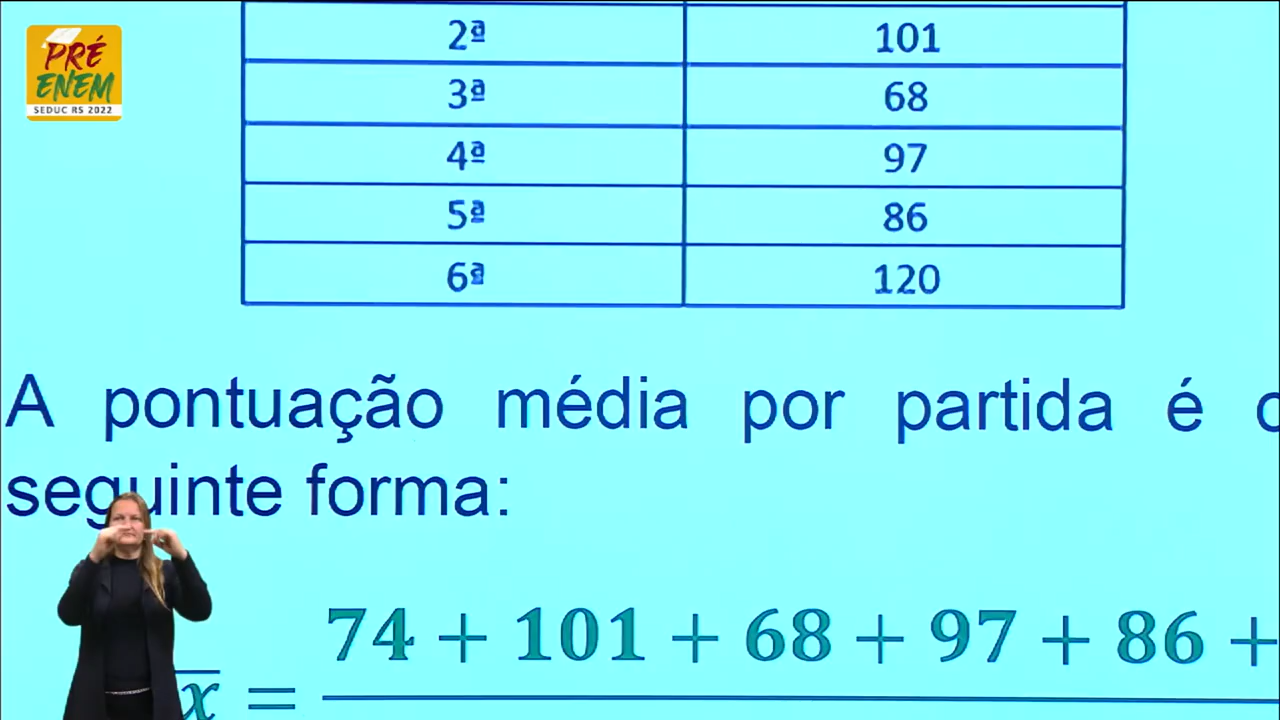 PRÉ
ENEM
SEDUC RS 2022
2ª 101
3ª 68
4ª 97
5ª 86
6ª 120
A pontuação média por partida é
seguinte forma:
74 + 101 + 68 + 97 + 86 +
x̅ =